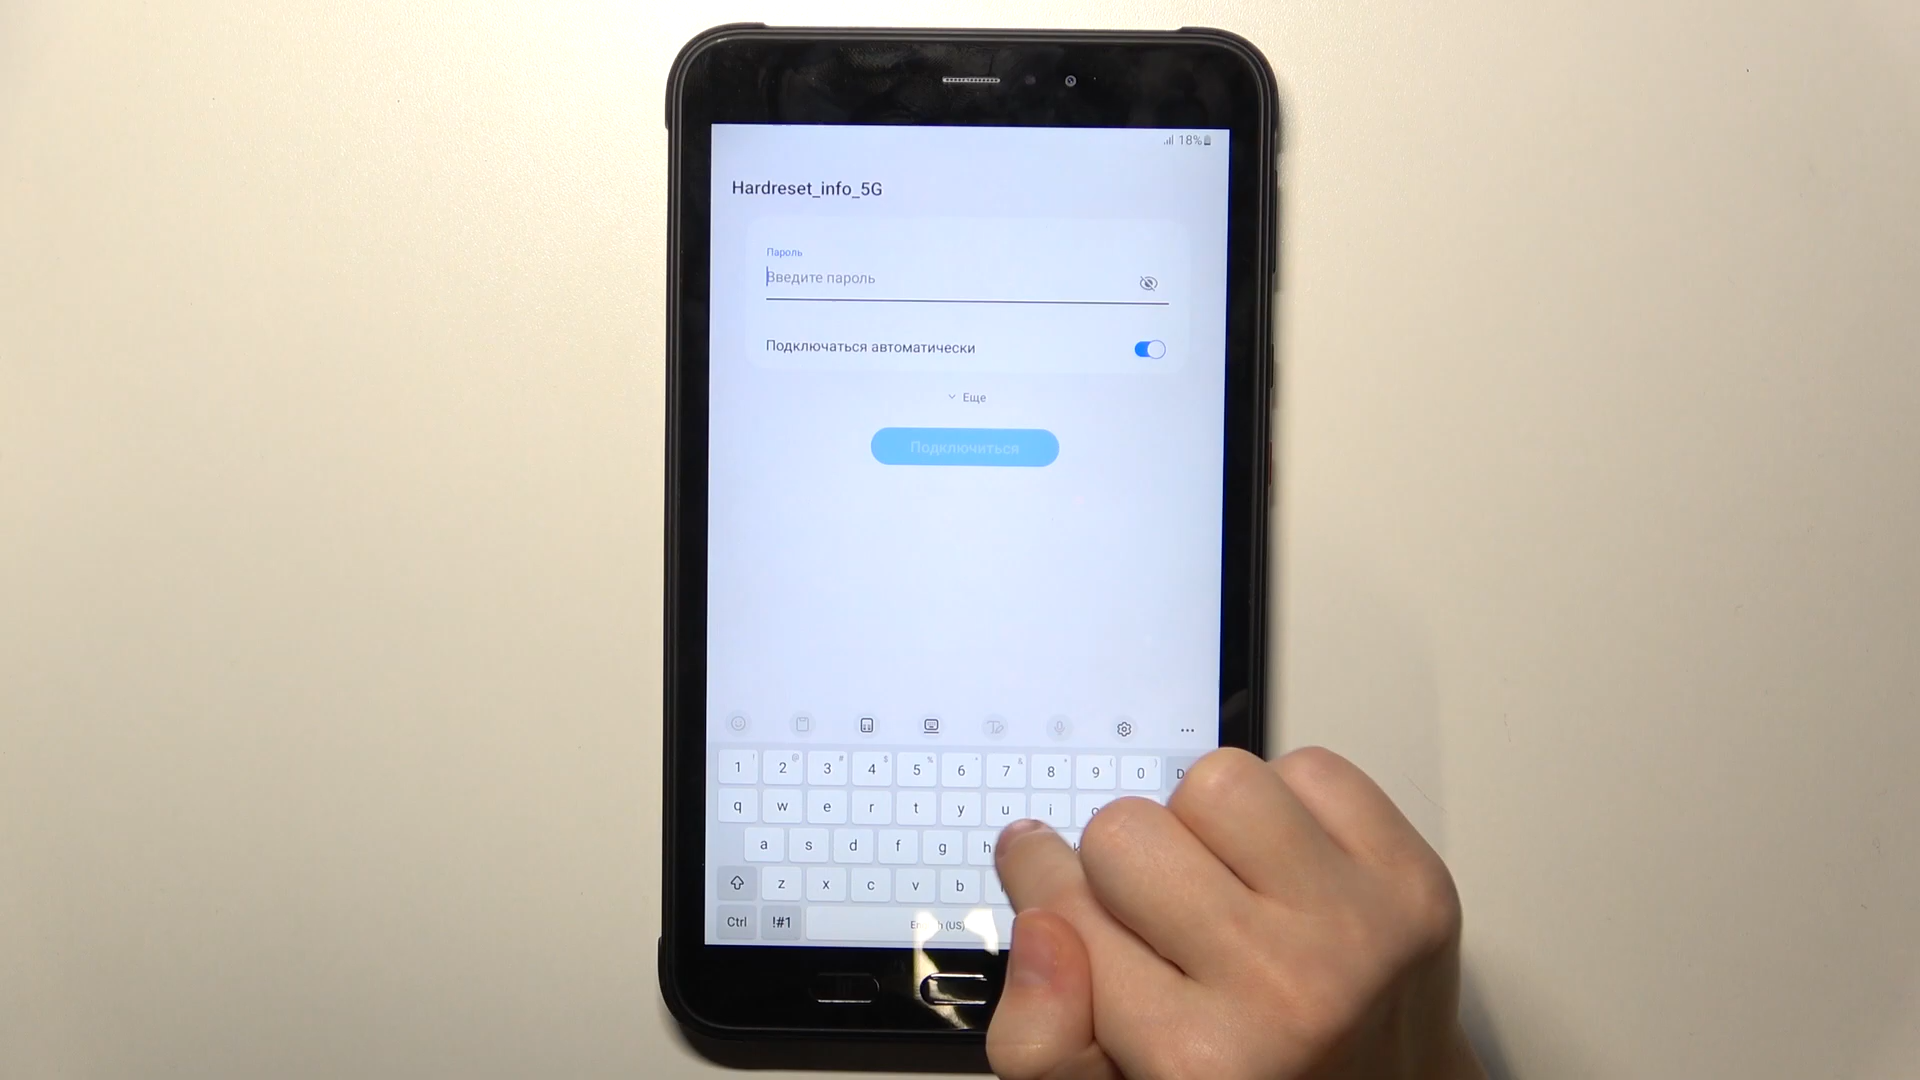 18%
Hardreset_info_5G
Пароль
Введите пароль
Подключаться автоматически
Еще
Подключиться
1 2 3 4 5 6 7 8 9 0
q w e r t y u i
a s d f g h
z x c v b
Ctrl !#1 (US)